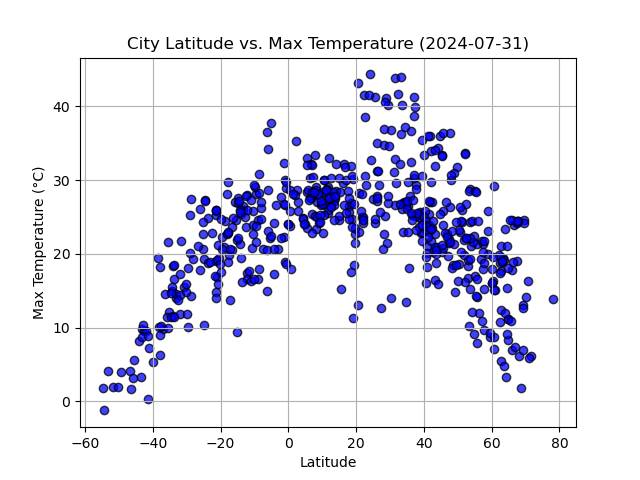 City Latitude vs. Max Temperature (2024-07-31)
Max Temperature (°C)
40
30
20
10
0
−60 −40 −20 0 20 40 60 80
Latitude